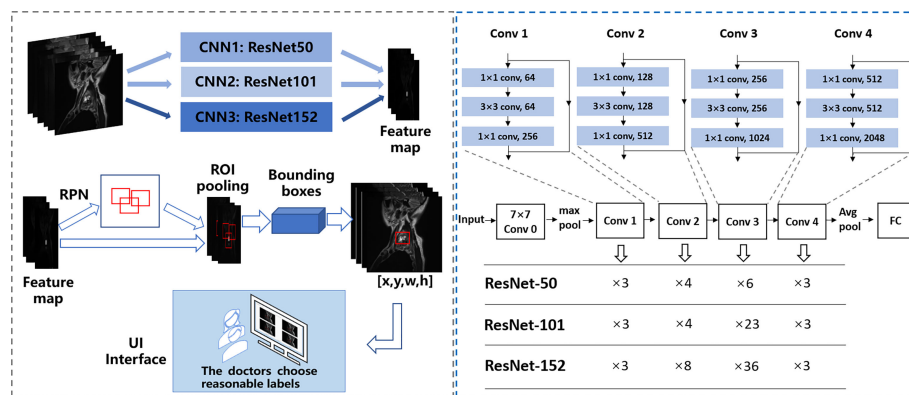 CNN1: ResNet50
CNN2: ResNet101
CNN3: ResNet152
Feature
map
RPN
ROI
pooling
Bounding
boxes
Feature
map
[x,y,w,h]
UI
Interface
The doctors choose
reasonable labels
Conv 1
Conv 2
Conv 3
Conv 4
1×1 conv, 64
3×3 conv, 64
1×1 conv, 256
1×1 conv, 128
3×3 conv, 128
1×1 conv, 512
1×1 conv, 256
3×3 conv, 256
1×1 conv, 1024
1×1 conv, 512
3×3 conv, 512
1×1 conv, 2048
Input
7×7
Conv 0
max
pool
Conv 1
Conv 2
Conv 3
Conv 4
Avg
pool
FC
ResNet-50 ×3 ×4 ×6 ×3
ResNet-101 ×3 ×4 ×23 ×3
ResNet-152 ×3 ×8 ×36 ×3